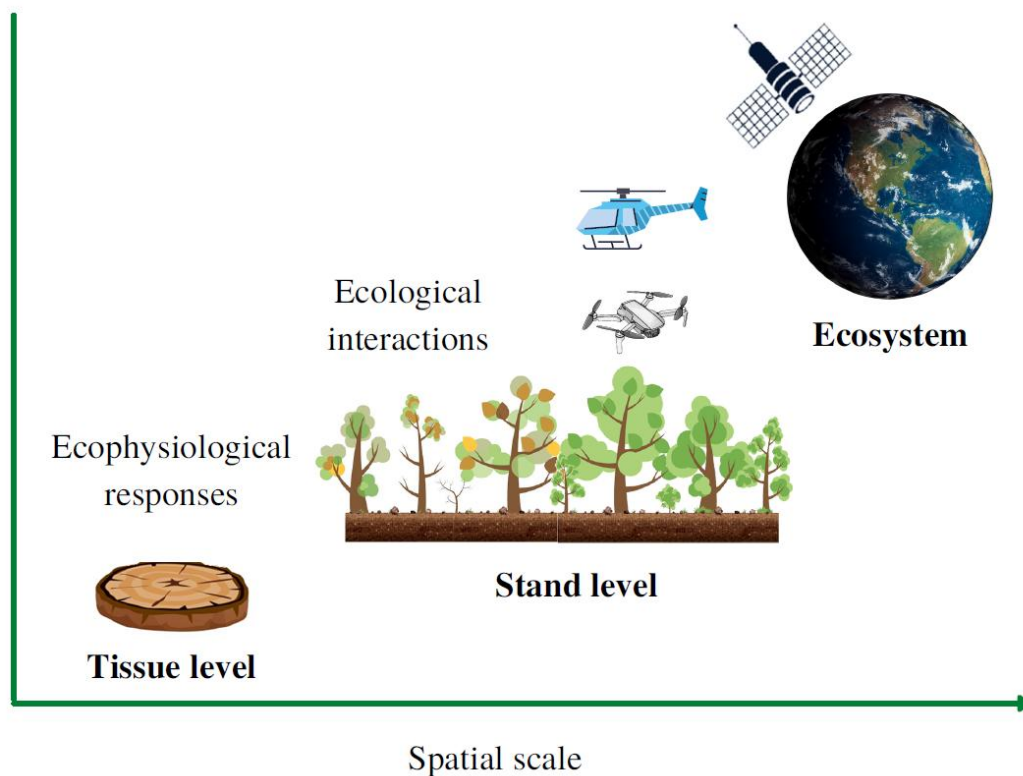 Ecological
interactions
Ecosystem
Ecophysiological
responses
Stand level
Tissue level
Spatial scale